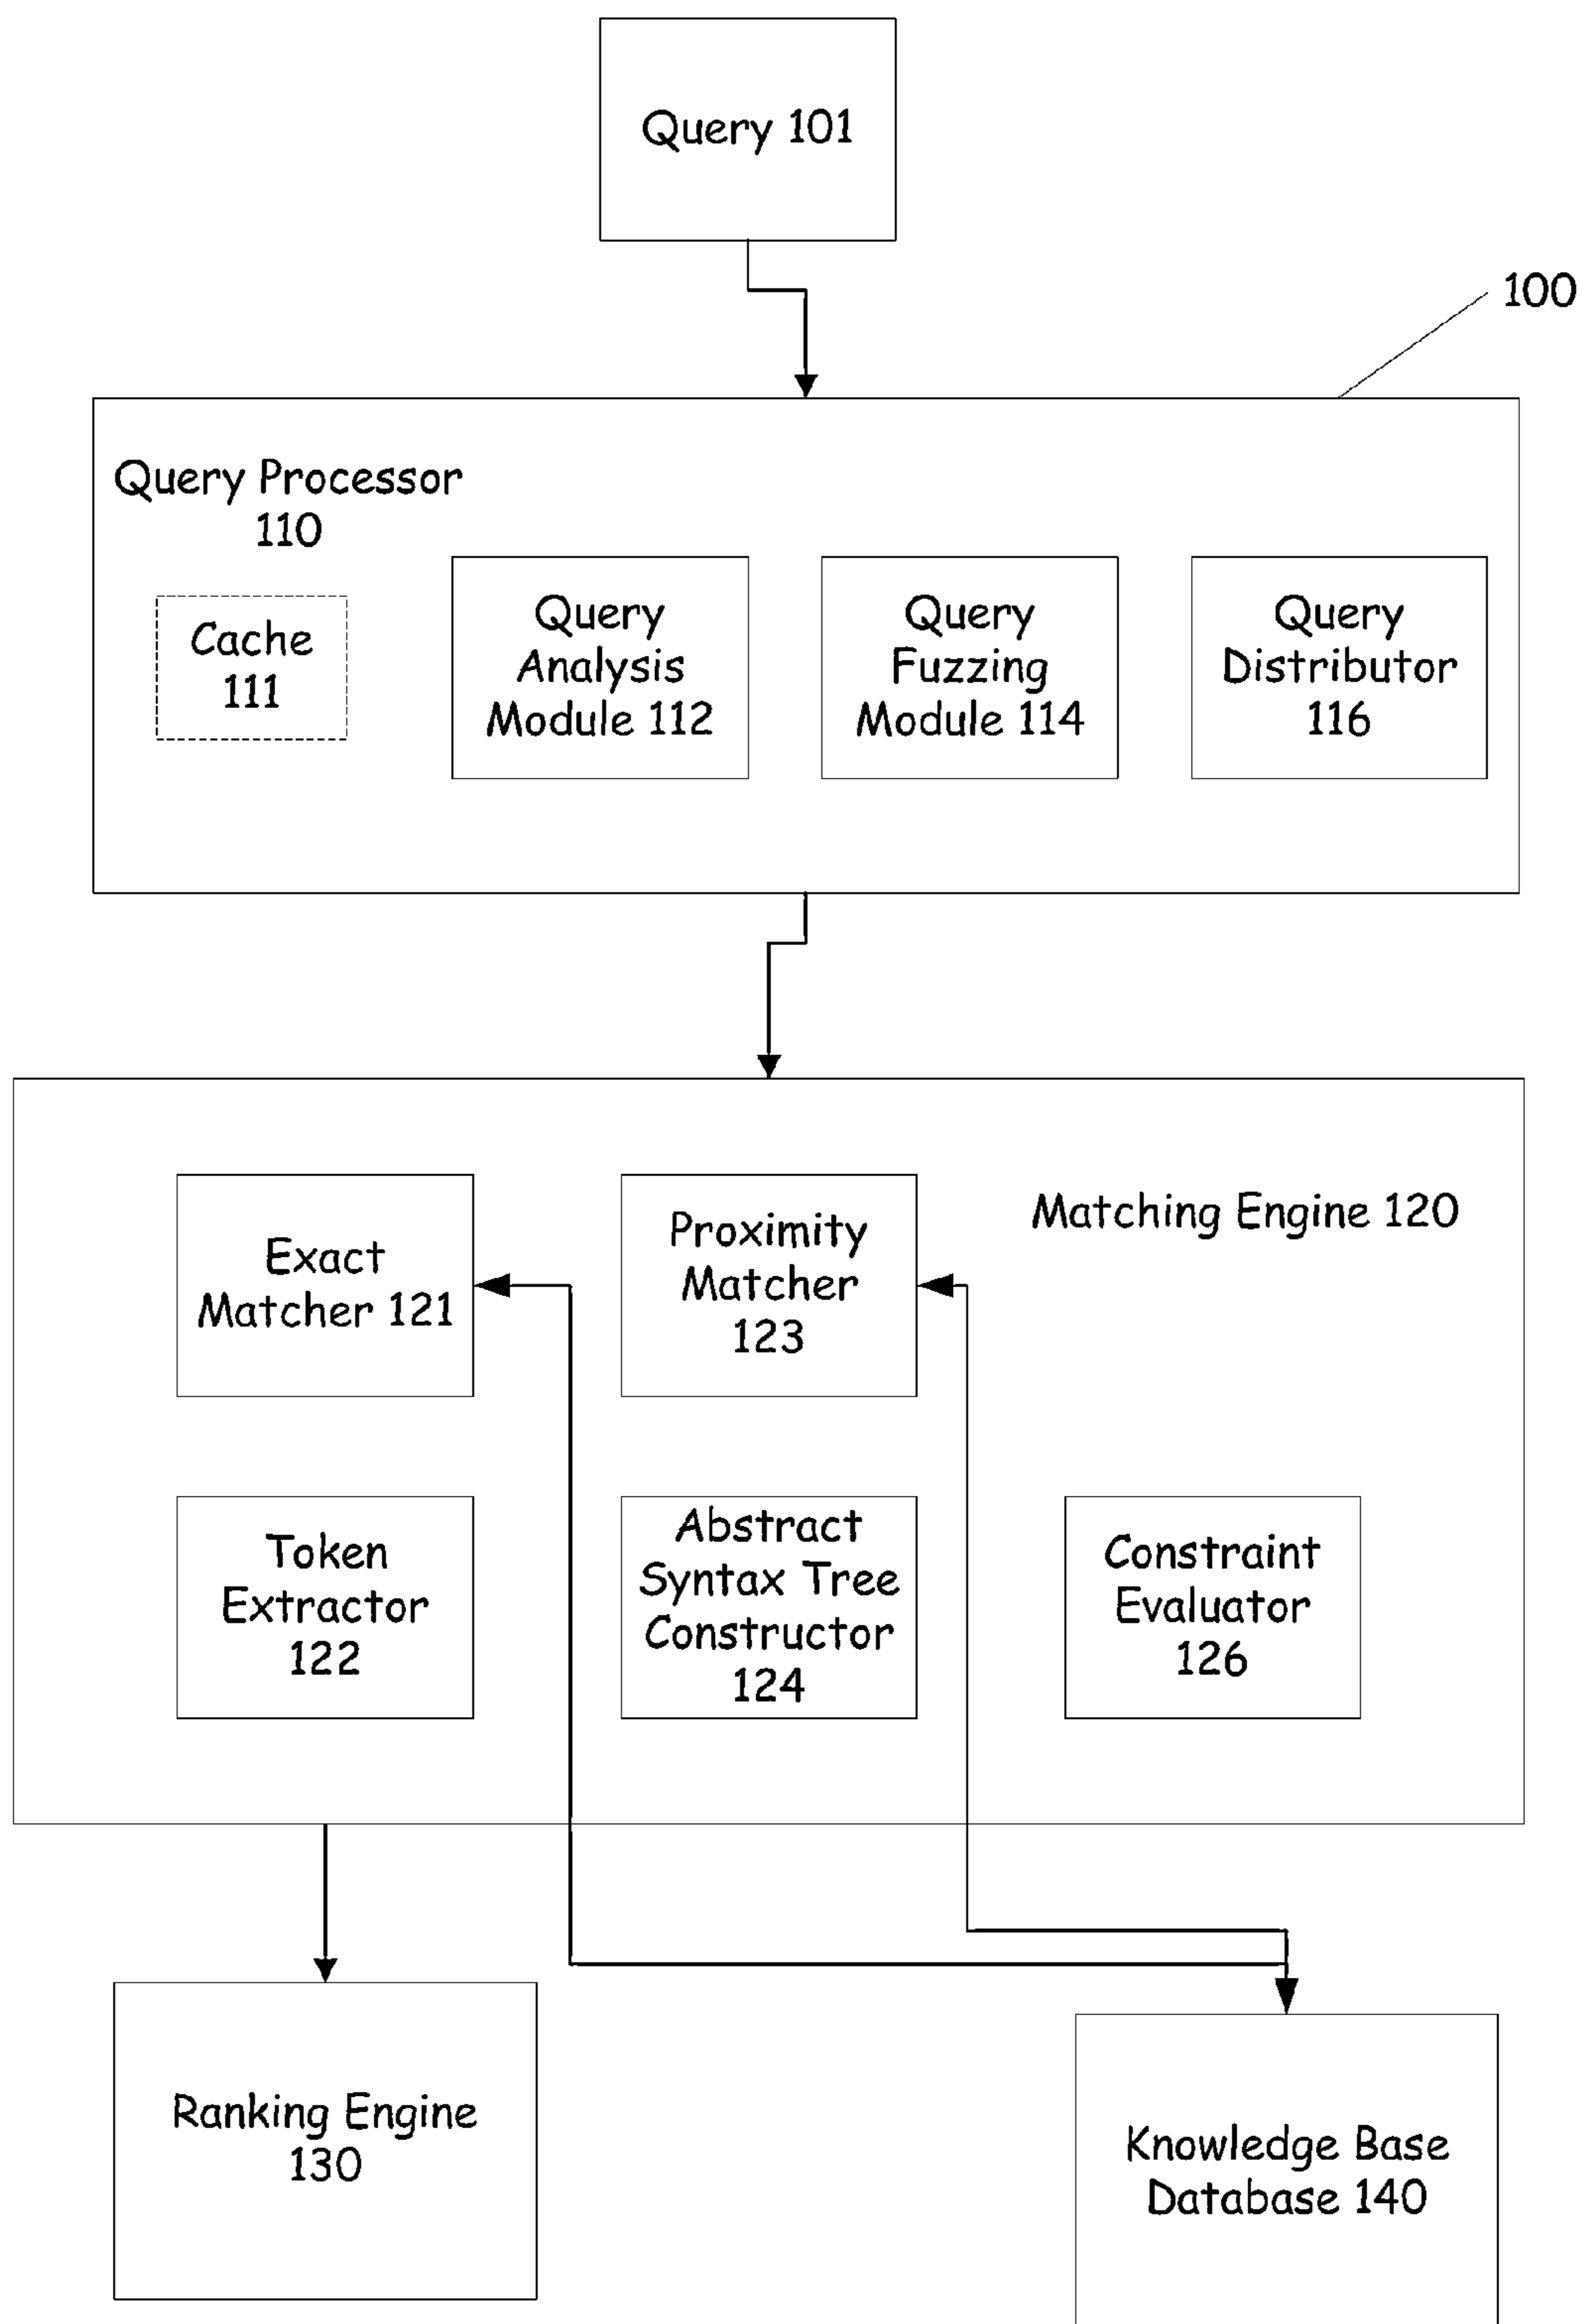 Query 101
100
Query Processor
110
Cache
111
Query
Analysis
Module 112
Query
Fuzzing
Module 114
Query
Distributor
116
Matching Engine 120
Exact
Matcher 121
Proximity
Matcher
123
Token
Extractor
122
Abstract
Syntax Tree
Constructor
124
Constraint
Evaluator
126
Ranking Engine
130
Knowledge Base
Database 140